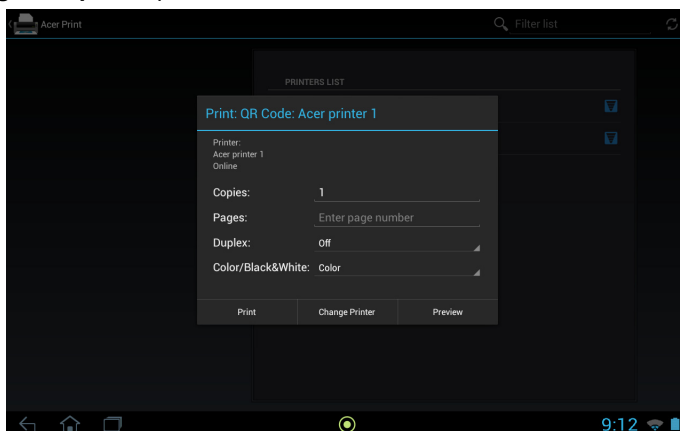 Acer Print
Filter list
PRINTERS LIST
Print: QR Code: Acer printer 1
Printer:
Acer printer 1
Online
Copies: 1
Pages: Enter page number
Duplex: Off
Color/Black&White: Color
Print Change Printer Preview
9:12